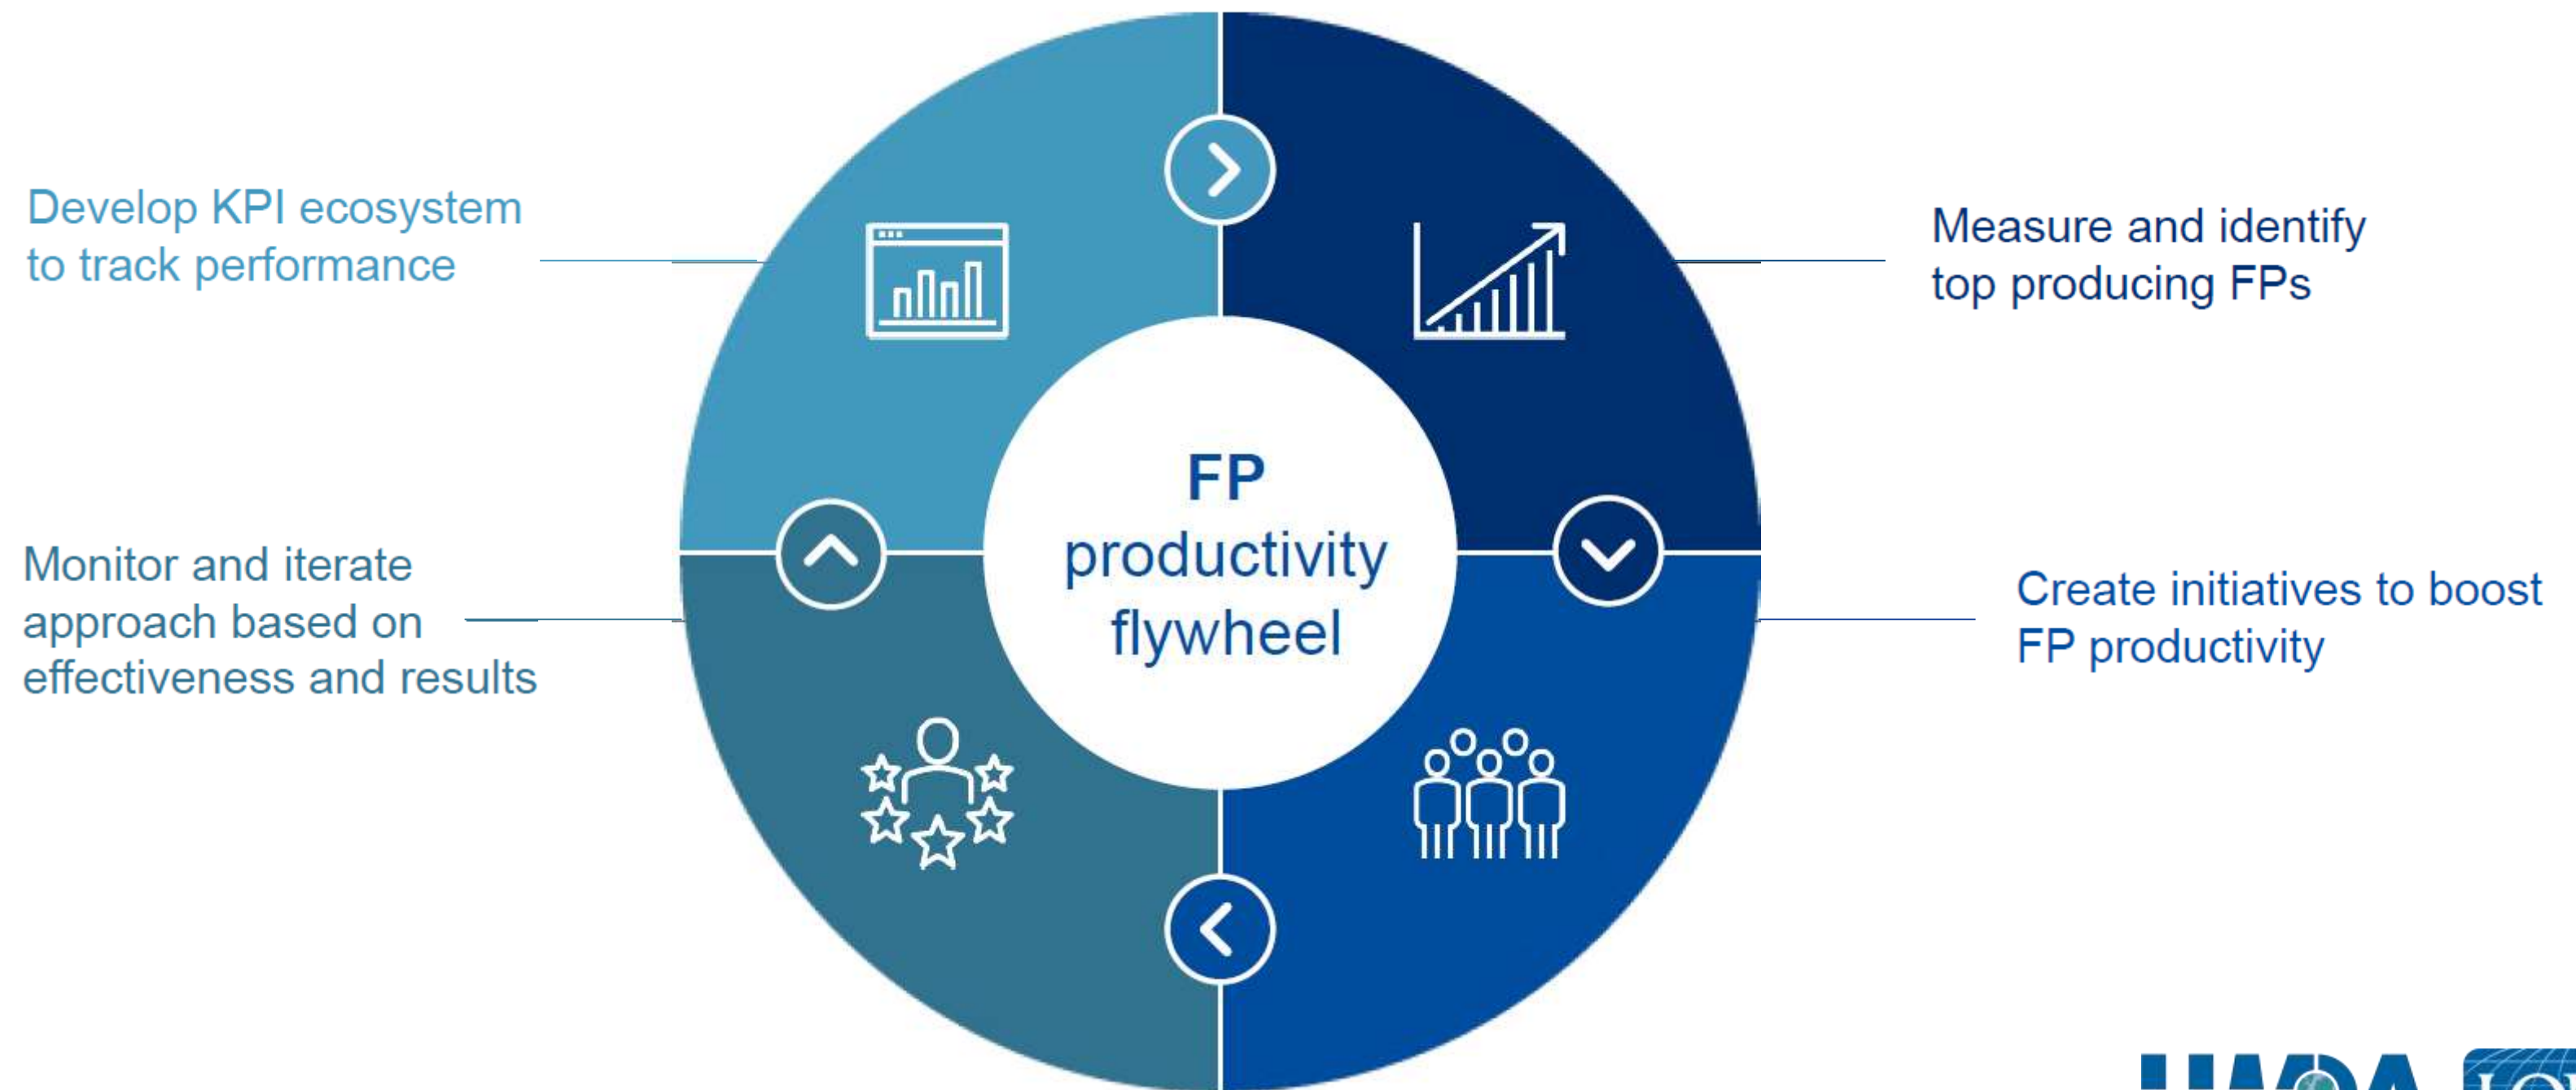 Develop KPI ecosystem
to track performance
Measure and identify
top producing FPs
FP
productivity
flywheel
Monitor and iterate
approach based on
effectiveness and results
Create initiatives to boost
FP productivity